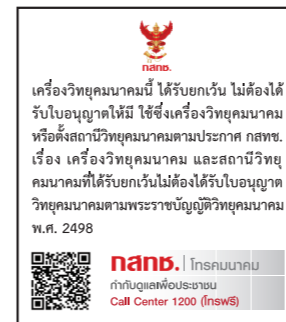 กสทช.
เครื่องวิทยุคมนาคมนี้ ได้รับยกเว้น ไม่ต้องได้
รับใบอนุญาตให้มี ใช้ซึ่งเครื่องวิทยุคมนาคม
หรือตั้งสถานีวิทยุคมนาคมตามประกาศ กสทช.
เรื่อง เครื่องวิทยุคมนาคม และสถานีวิทยุ
คมนาคมที่ได้รับยกเว้นไม่ต้องได้รับใบอนุญาต
วิทยุคมนาคมตามพระราชบัญญัติวิทยุคมนาคม
พ.ศ. 2498
กสทช. | โทรคมนาคม
กำกับดูแลเพื่อประชาชน
Call Center 1200 (โทรฟรี)